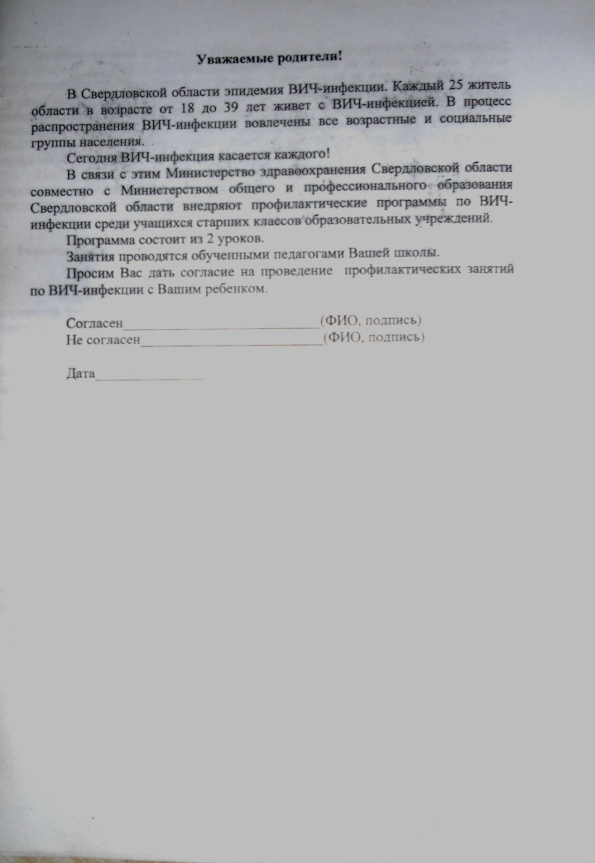 Уважаемые родители!
В Свердловской области эпидемия ВИЧ-инфекции. Каждый 25 житель
области в возрасте от 18 до 39 лет живет с ВИЧ-инфекцией. В процесс
распространения ВИЧ-инфекции вовлечены все возрастные и социальные
группы населения.
Сегодня ВИЧ-инфекция касается каждого!
В связи с этим Министерство здравоохранения Свердловской области
совместно с Министерством общего и профессионального образования
Свердловской области внедряют профилактические программы по ВИЧ-
инфекции среди учащихся старших классов образовательных учреждений.
Программа состоит из 2 уроков.
Занятия проводятся обученными педагогами Вашей школы.
Просим Вас дать согласие на проведение профилактических занятий
по ВИЧ-инфекции с Вашим ребенком.
Согласен____________________________(ФИО, подпись)
Не согласен__________________________(ФИО, подпись)
Дата________________